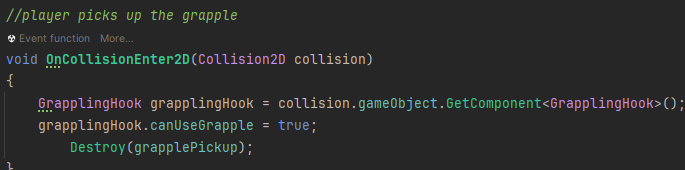 //player picks up the grapple
Event function More...
void OnCollisionEnter2D(Collision2D collision)
{
GrapplingHook grapplingHook = collision.gameObject.GetComponent<GrapplingHook>();
grapplingHook.canUseGrapple = true;
Destroy(grapplePickup);
}